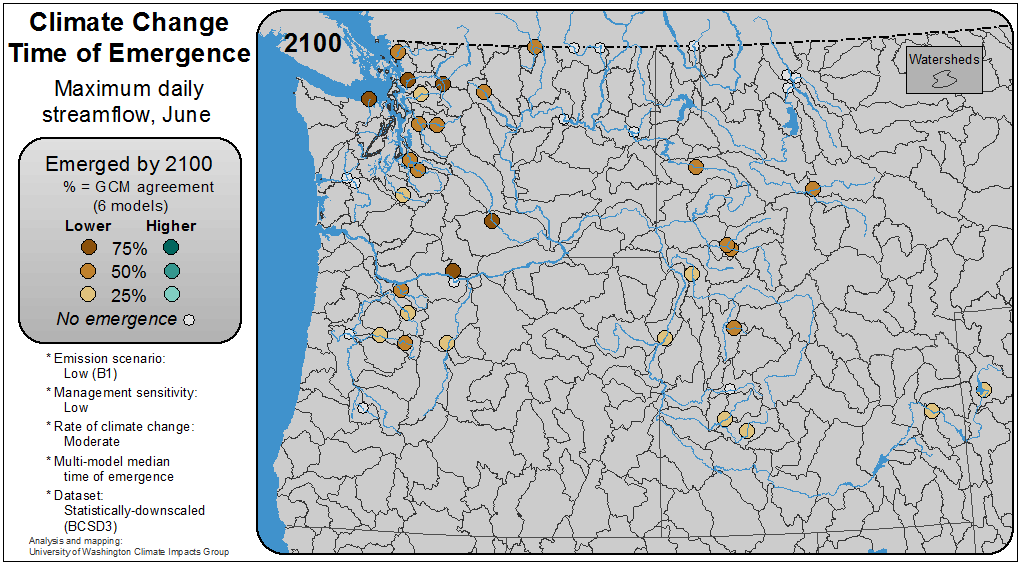 Climate Change
Time of Emergence
Maximum daily
streamflow, June
Emerged by 2100
% = GCM agreement
(6 models)
Lower Higher
75%
50%
25%
No emergence
* Emission scenario:
Low (B1)
* Management sensitivity:
Low
* Rate of climate change:
Moderate
* Multi-model median
time of emergence
* Dataset:
Statistically-downscaled
(BCSD3)
Analysis and mapping:
University of Washington Climate Impacts Group
2100
Watersheds